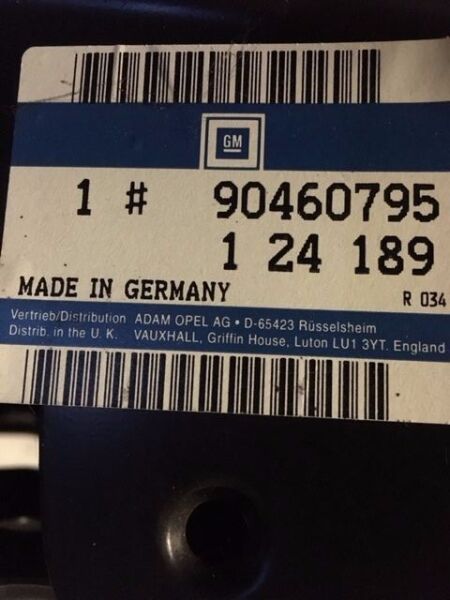 GM
1 # 90460795
1 24 189
MADE IN GERMANY R 034
Vertrieb/Distribution ADAM OPEL AG • D-65423 Rüsselsheim
Distrib. in the U. K. VAUXHALL, Griffin House, Luton LU1 3YT. England